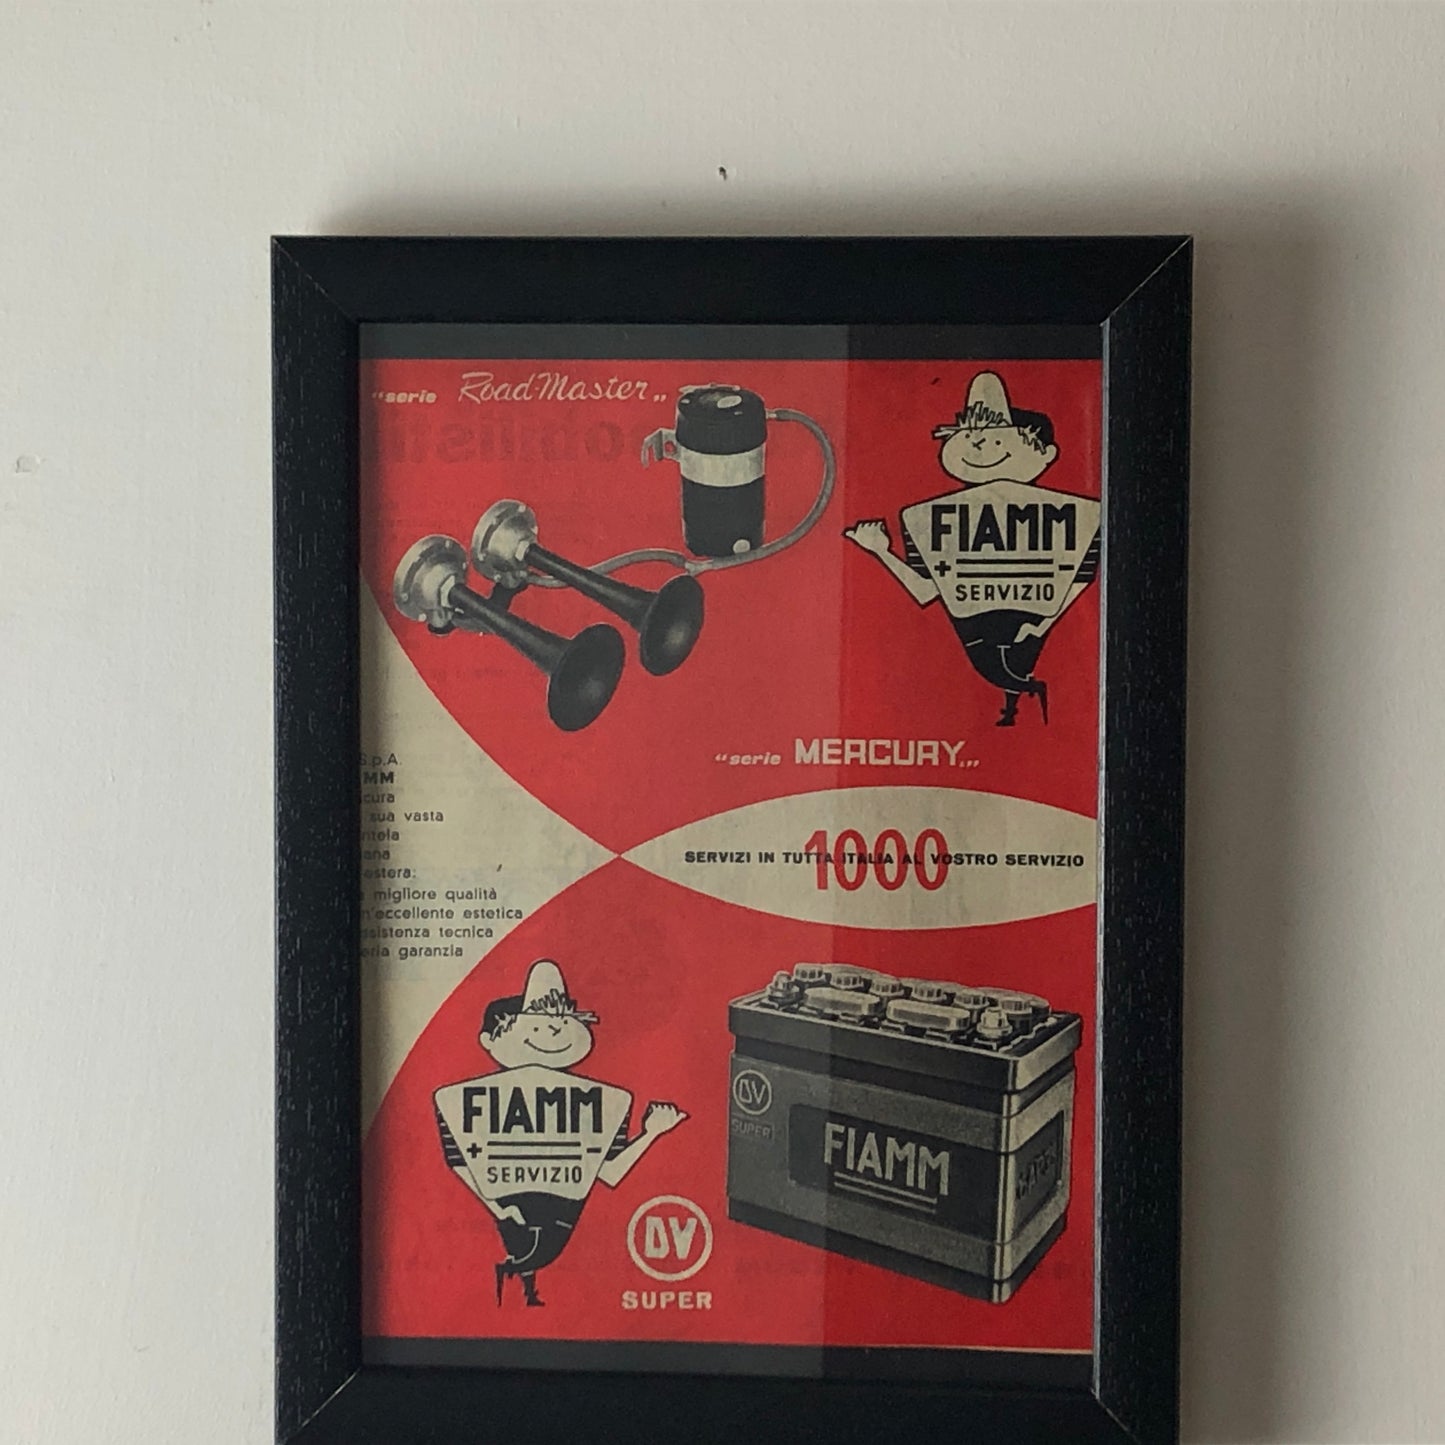 "serie Road-Master„
FIAMM
+ -
SERVIZIO
"serie MERCURY„
S.p.A.
MM
cura
sua vasta
ntela
ana
estera:
migliore qualità
n'eccellente estetica
sistenza tecnica
eria garanzia
1000
SERVIZI IN TUTTA ITALIA AL VOSTRO SERVIZIO
FIAMM
+ -
SERVIZIO
DV
SUPER
FIAMM
DV
SUPER